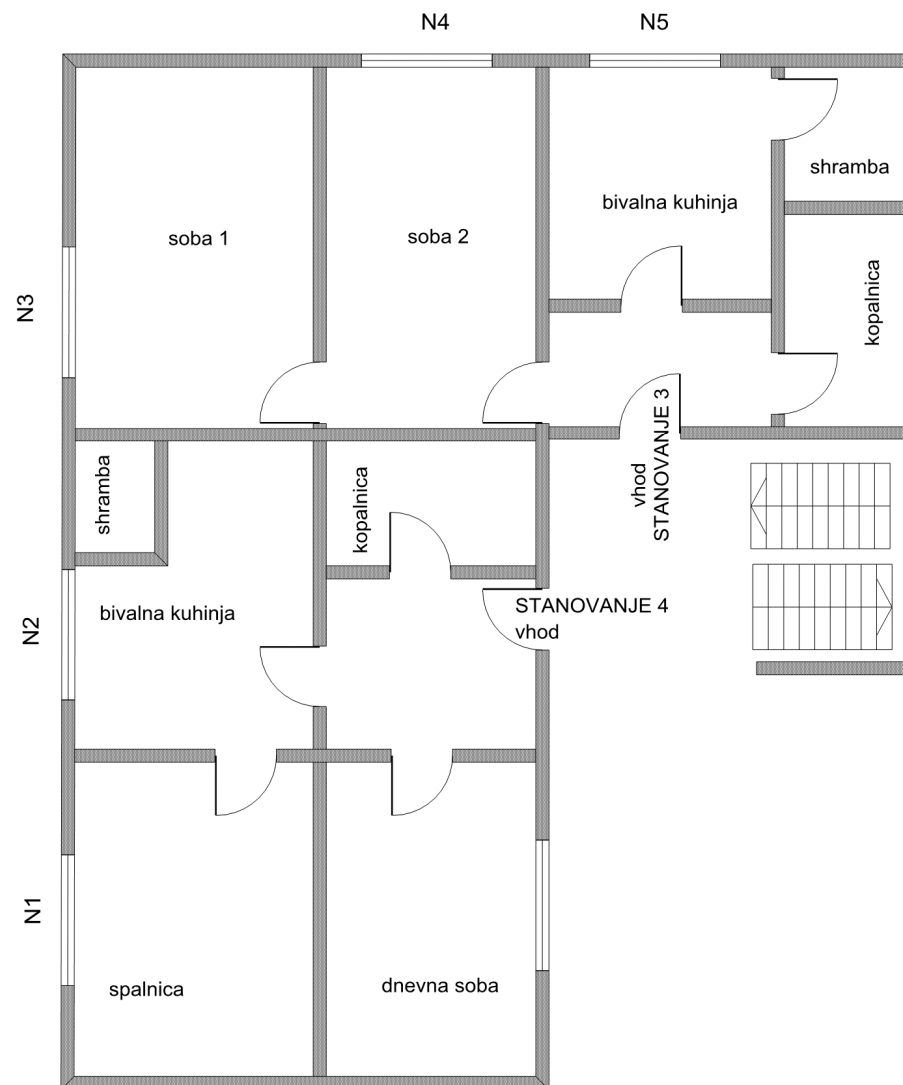 N4
N5
shramba
bivalna kuhinja
soba 1
soba 2
N3
kopalnica
vhod
STANOVANJE 3
shramba
kopalnica
bivalna kuhinja
STANOVANJE 4
vhod
N2
N1
spalnica
dnevna soba